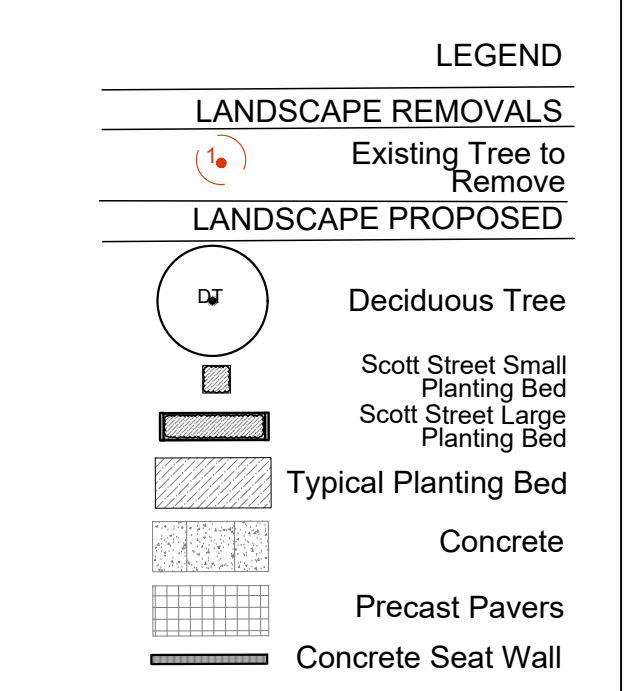 LEGEND
LANDSCAPE REMOVALS
1
Existing Tree to
Remove
LANDSCAPE PROPOSED
DT
Deciduous Tree
Scott Street Small
Planting Bed
Scott Street Large
Planting Bed
Typical Planting Bed
Concrete
Precast Pavers
Concrete Seat Wall